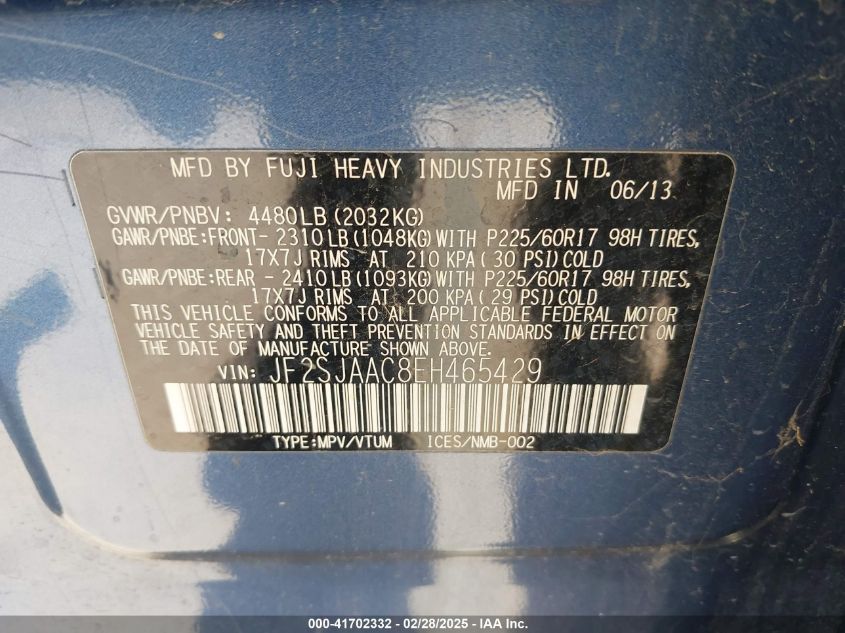 MFD BY FUJI HEAVY INDUSTRIES LTD.
MFD IN 06/13
GVWR/PNBV: 4480LB (2032KG)
GAWR/PNBE:FRONT- 2310LB (1048KG) WITH P225/60R17 98H TIRES,
17X7J RIMS AT 210 KPA ( 30 PSI) COLD
GAWR/PNBE:REAR - 2410LB (1093KG) WITH P225/60R17 98H TIRES,
17X7J RIMS AT 200 KPA ( 29 PSI) COLD
THIS VEHICLE CONFORMS TO ALL APPLICABLE FEDERAL MOTOR
VEHICLE SAFETY AND THEFT PREVENTION STANDARDS IN EFFECT ON
THE DATE OF MANUFACTURE SHOWN ABOVE.
VIN: JF2SJAAC8EH465429
TYPE:MPV/VTUM ICES/NMB-002
000-41702332 - 02/28/2025 - IAA Inc.